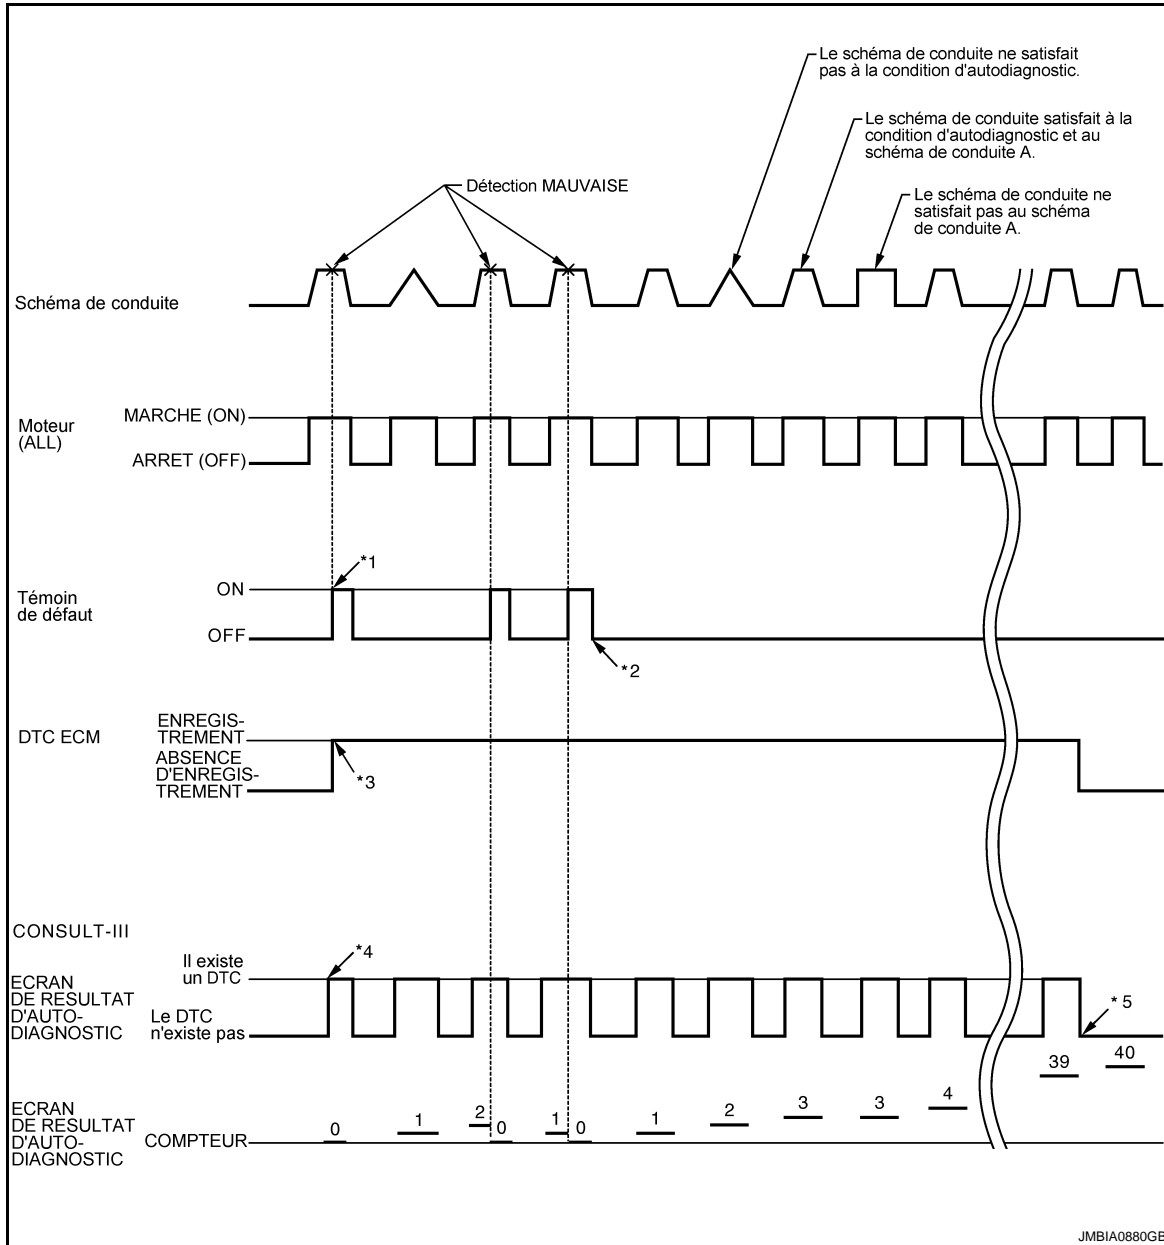 Le schéma de conduite ne satisfait
pas à la condition d'autodiagnostic.
Le schéma de conduite satisfait à la
condition d'autodiagnostic et au
schéma de conduite A.
Détection MAUVAISE
Le schéma de conduite ne
satisfait pas au schéma
de conduite A.
Schéma de conduite
Moteur
(ALL)
MARCHE (ON)
ARRET (OFF)
*1
Témoin
de défaut
ON
OFF
*2
DTC ECM
ENREGIS-
TREMENT
ABSENCE
D'ENREGIS-
TREMENT
*3
CONSULT-III
*4
ECRAN
DE RESULTAT
D'AUTO-
DIAGNOSTIC
Il existe
un DTC
Le DTC
n'existe pas
* 5
ECRAN
DE RESULTAT
D'AUTO-
DIAGNOSTIC
COMPTEUR
0 1 2 0 1 0 1 2 3 3 4 39 40
JMBIA0880GB